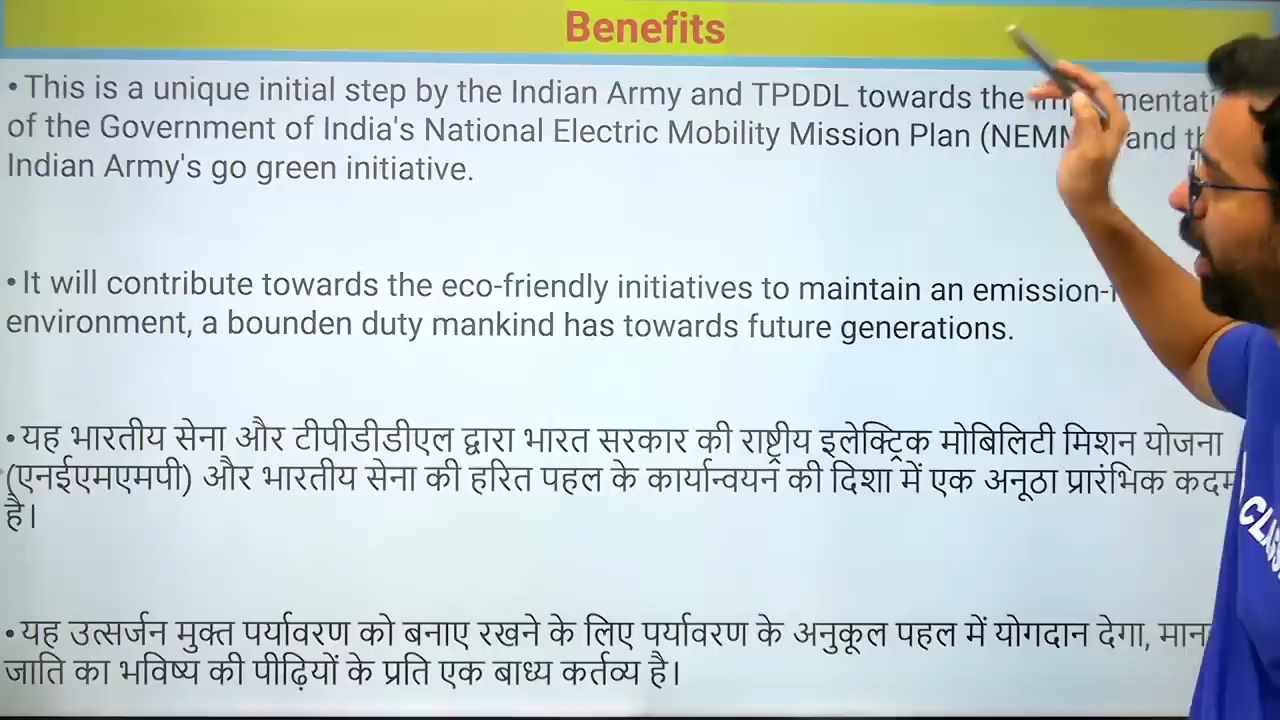 Benefits
• This is a unique initial step by the Indian Army and TPDDL towards the
of the Government of India's National Electric Mobility Mission Plan and
Indian Army's go green initiative.
• It will contribute towards the eco-friendly initiatives to maintain an
environment, a bounden duty mankind has towards future generations.
• यह भारतीय सेना और टीपीडीडीएल द्वारा भारत सरकार की राष्ट्रीय इलेक्ट्रिक मोबिलिटी मिशन योजना
(एनईएमएमपी) और भारतीय सेना की हरित पहल के कार्यान्वयन की दिशा में एक अनूठा प्रारंभिक कदम
है।
• यह उत्सर्जन मुक्त पर्यावरण को बनाए रखने के लिए पर्यावरण के अनुकूल पहल में योगदान देगा,
जाति का भविष्य की पीढ़ियों के प्रति एक बाध्य कर्तव्य है।